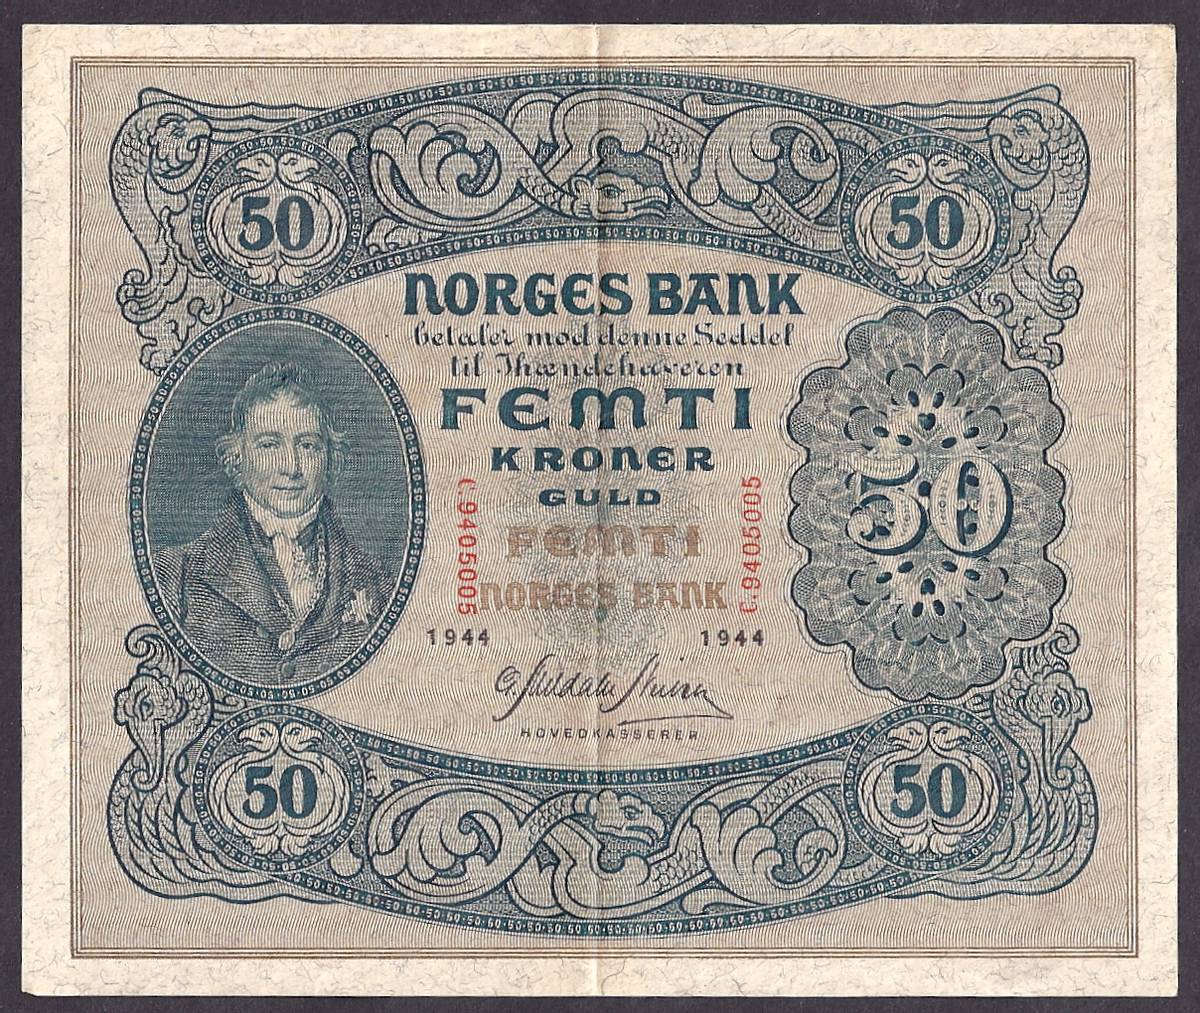 50 50
NORGES BANK
betaler mod denne Seddel
til Ihændehaveren
FEMTI
KRONER
GULD
50
FEMTI
NORGES BANK
C.9405005 C.9405005
1944 1944
HOVEDKASSERER
50 50